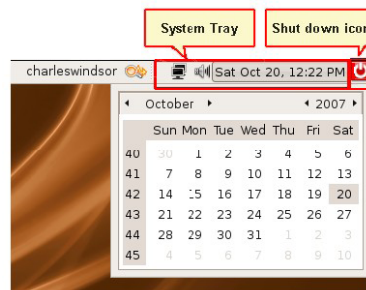 System Tray Shut down icon
charleswindsor Sat Oct 20, 12:22 PM
October 2007
Sun Mon Tue Wed Thu Fri Sat
40 30 1 2 3 4 5 6
41 7 8 9 10 11 12 13
42 14 15 16 17 18 19 20
43 21 22 23 24 25 26 27
44 28 29 30 31 1 2 3
45 4 5 6 7 8 9 10